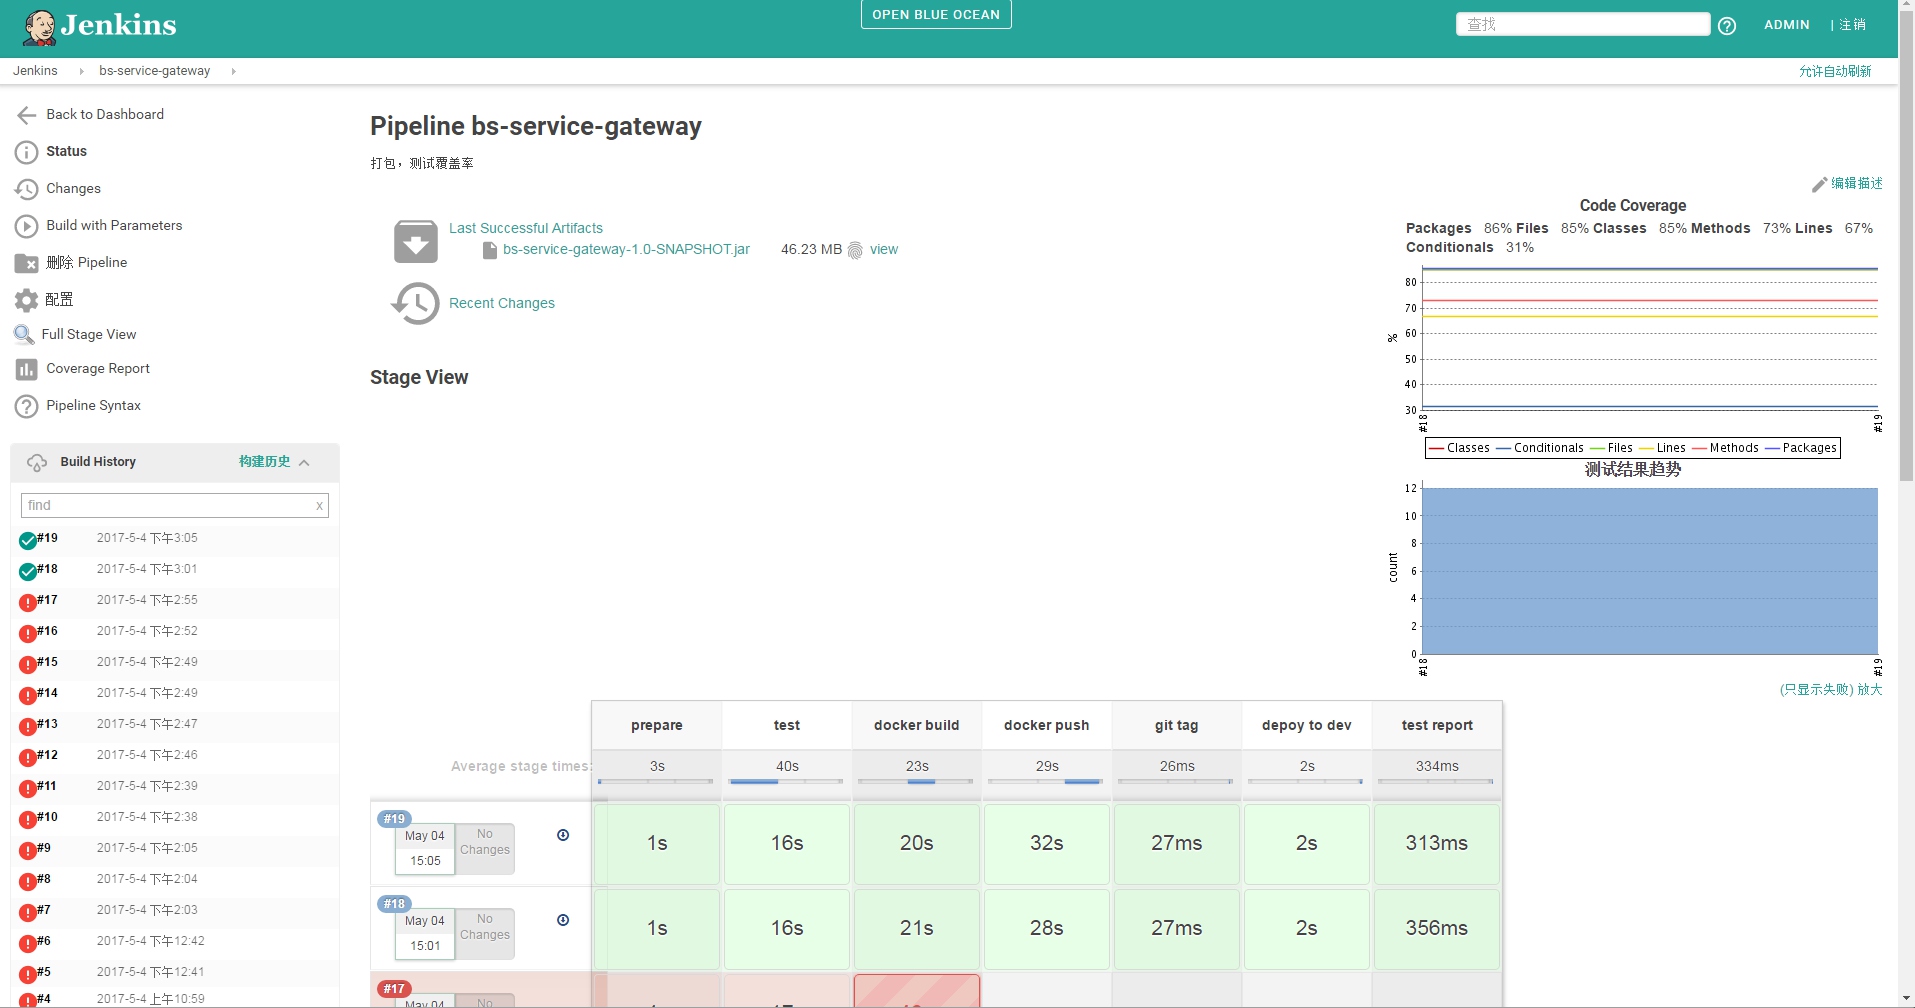 Jenkins
OPEN BLUE OCEAN
查找
ADMIN
| 注销
Jenkins
bs-service-gateway
允许自动刷新
Back to Dashboard
Status
Changes
Build with Parameters
删除 Pipeline
配置
Full Stage View
Coverage Report
Pipeline Syntax
Build History 构建历史
find x
#19 2017-5-4 下午3:05
#18 2017-5-4 下午3:01
#17 2017-5-4 下午2:55
#16 2017-5-4 下午2:52
#15 2017-5-4 下午2:49
#14 2017-5-4 下午2:49
#13 2017-5-4 下午2:47
#12 2017-5-4 下午2:46
#11 2017-5-4 下午2:39
#10 2017-5-4 下午2:38
#9 2017-5-4 下午2:05
#8 2017-5-4 下午2:04
#7 2017-5-4 下午2:03
#6 2017-5-4 下午12:42
#5 2017-5-4 下午12:41
#4 2017-5-4 上午10:59
Pipeline bs-service-gateway
打包，测试覆盖率
编辑描述
Last Successful Artifacts
bs-service-gateway-1.0-SNAPSHOT.jar 46.23 MB view
Recent Changes
Stage View
Code Coverage
Packages 86% Files 85% Classes 85% Methods 73% Lines 67%
Conditionals 31%
80
70
60
50
40
30
%
#18 #19
Classes Conditionals Files Lines Methods Packages
测试结果趋势
12
10
8
6
4
2
0
count
#18 #19
(只显示失败) 放大
prepare test docker build docker push git tag depoy to dev test report
Average stage times: 3s 40s 23s 29s 26ms 2s 334ms
#19
May 04
15:05
No
Changes
1s 16s 20s 32s 27ms 2s 313ms
#18
May 04
15:01
No
Changes
1s 16s 21s 28s 27ms 2s 356ms
#17
May 04
No